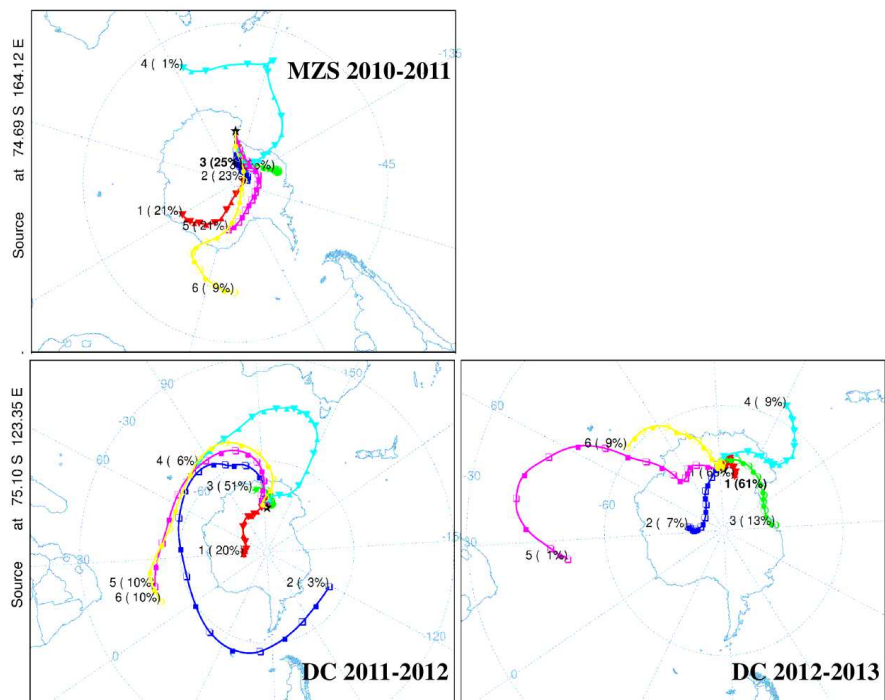 Source at 74.69 S 164.12 E
MZS 2010-2011
-135
-45
4 ( 1%)
3 (25%)
2 ( 23%)
1 ( 21%)
5 ( 21%)
6 ( 9%)
Source at 75.10 S 123.35 E
150
90
-30
4 ( 6%)
3 ( 51%)
-60
1 ( 20%)
2 ( 3%)
5 ( 10%)
6 ( 10%)
-30
0
120
-15
DC 2011-2012
60
-30
4 ( 9%)
6 ( 9%)
1 (61%)
2 ( 7%)
3 ( 13%)
5 ( 1%)
-150
DC 2012-2013